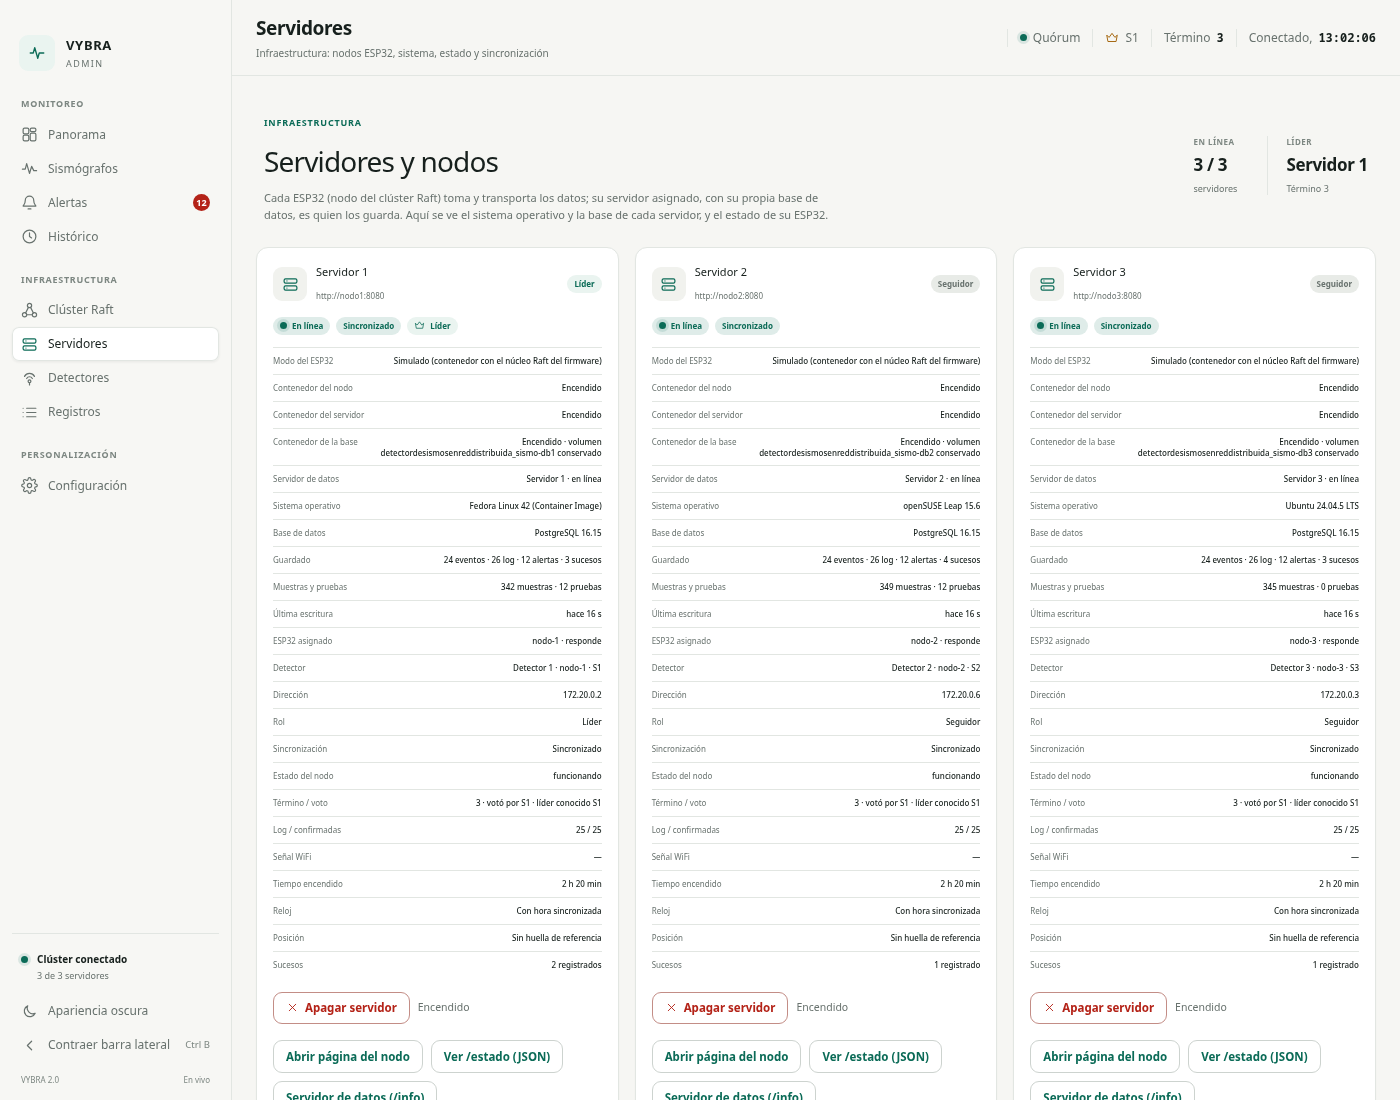 VYBRA
ADMIN
MONITOREO
Panorama
Sismógrafos
Alertas 12
Histórico
INFRAESTRUCTURA
Clúster Raft
Servidores
Detectores
Registros
PERSONALIZACIÓN
Configuración
Clúster conectado
3 de 3 servidores
Apariencia oscura
Contraer barra lateral Ctrl B
VYBRA 2.0 En vivo
Servidores
Infraestructura: nodos ESP32, sistema, estado y sincronización
Quórum S1 Término 3 Conectado, 13:02:06
INFRAESTRUCTURA
Servidores y nodos
Cada ESP32 (nodo del clúster Raft) toma y transporta los datos; su servidor asignado, con su propia base de
datos, es quien los guarda. Aquí se ve el sistema operativo y la base de cada servidor, y el estado de su ESP32.
EN LÍNEA
3 / 3
servidores
LÍDER
Servidor 1
Término 3
Servidor 1
http://nodo1:8080
Líder
En línea Sincronizado Líder
Modo del ESP32 Simulado (contenedor con el núcleo Raft del firmware)
Contenedor del nodo Encendido
Contenedor del servidor Encendido
Contenedor de la base Encendido · volumen
detectordesismosenreddistribuida_sismo-db1 conservado
Servidor de datos Servidor 1 · en línea
Sistema operativo Fedora Linux 42 (Container Image)
Base de datos PostgreSQL 16.15
Guardado 24 eventos · 26 log · 12 alertas · 3 sucesos
Muestras y pruebas 342 muestras · 12 pruebas
Última escritura hace 16 s
ESP32 asignado nodo-1 · responde
Detector Detector 1 · nodo-1 · S1
Dirección 172.20.0.2
Rol Líder
Sincronización Sincronizado
Estado del nodo funcionando
Término / voto 3 · votó por S1 · líder conocido S1
Log / confirmadas 25 / 25
Señal WiFi —
Tiempo encendido 2 h 20 min
Reloj Con hora sincronizada
Posición Sin huella de referencia
Sucesos 2 registrados
Apagar servidor Encendido
Abrir página del nodo Ver /estado (JSON)
Servidor de datos (/info)
Servidor 2
http://nodo2:8080
Seguidor
En línea Sincronizado
Modo del ESP32 Simulado (contenedor con el núcleo Raft del firmware)
Contenedor del nodo Encendido
Contenedor del servidor Encendido
Contenedor de la base Encendido · volumen
detectordesismosenreddistribuida_sismo-db2 conservado
Servidor de datos Servidor 2 · en línea
Sistema operativo openSUSE Leap 15.6
Base de datos PostgreSQL 16.15
Guardado 24 eventos · 26 log · 12 alertas · 4 sucesos
Muestras y pruebas 349 muestras · 12 pruebas
Última escritura hace 16 s
ESP32 asignado nodo-2 · responde
Detector Detector 2 · nodo-2 · S2
Dirección 172.20.0.6
Rol Seguidor
Sincronización Sincronizado
Estado del nodo funcionando
Término / voto 3 · votó por S1 · líder conocido S1
Log / confirmadas 25 / 25
Señal WiFi —
Tiempo encendido 2 h 20 min
Reloj Con hora sincronizada
Posición Sin huella de referencia
Sucesos 1 registrado
Apagar servidor Encendido
Abrir página del nodo Ver /estado (JSON)
Servidor de datos (/info)
Servidor 3
http://nodo3:8080
Seguidor
En línea Sincronizado
Modo del ESP32 Simulado (contenedor con el núcleo Raft del firmware)
Contenedor del nodo Encendido
Contenedor del servidor Encendido
Contenedor de la base Encendido · volumen
detectordesismosenreddistribuida_sismo-db3 conservado
Servidor de datos Servidor 3 · en línea
Sistema operativo Ubuntu 24.04.5 LTS
Base de datos PostgreSQL 16.15
Guardado 24 eventos · 26 log · 12 alertas · 3 sucesos
Muestras y pruebas 345 muestras · 0 pruebas
Última escritura hace 16 s
ESP32 asignado nodo-3 · responde
Detector Detector 3 · nodo-3 · S3
Dirección 172.20.0.3
Rol Seguidor
Sincronización Sincronizado
Estado del nodo funcionando
Término / voto 3 · votó por S1 · líder conocido S1
Log / confirmadas 25 / 25
Señal WiFi —
Tiempo encendido 2 h 20 min
Reloj Con hora sincronizada
Posición Sin huella de referencia
Sucesos 1 registrado
Apagar servidor Encendido
Abrir página del nodo Ver /estado (JSON)
Servidor de datos (/info)